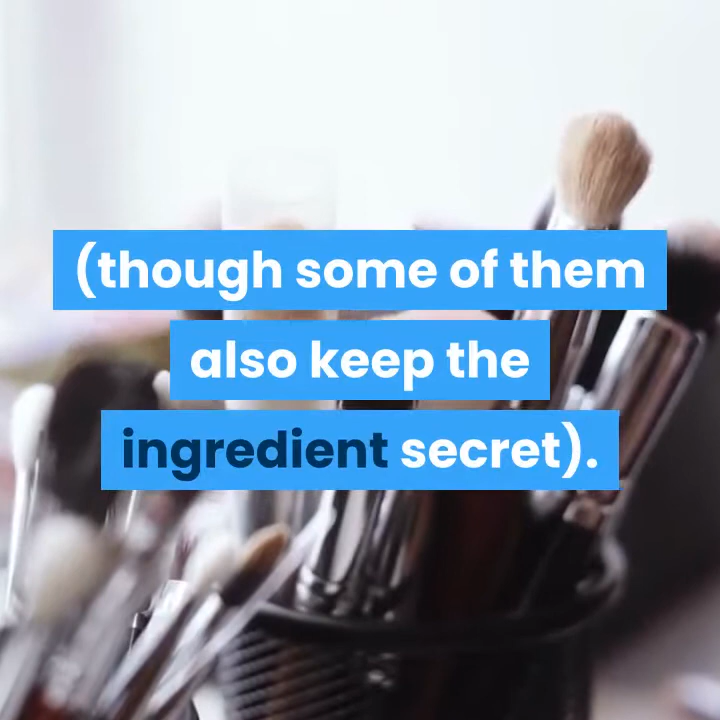 (though some of them
also keep the
ingredient secret).